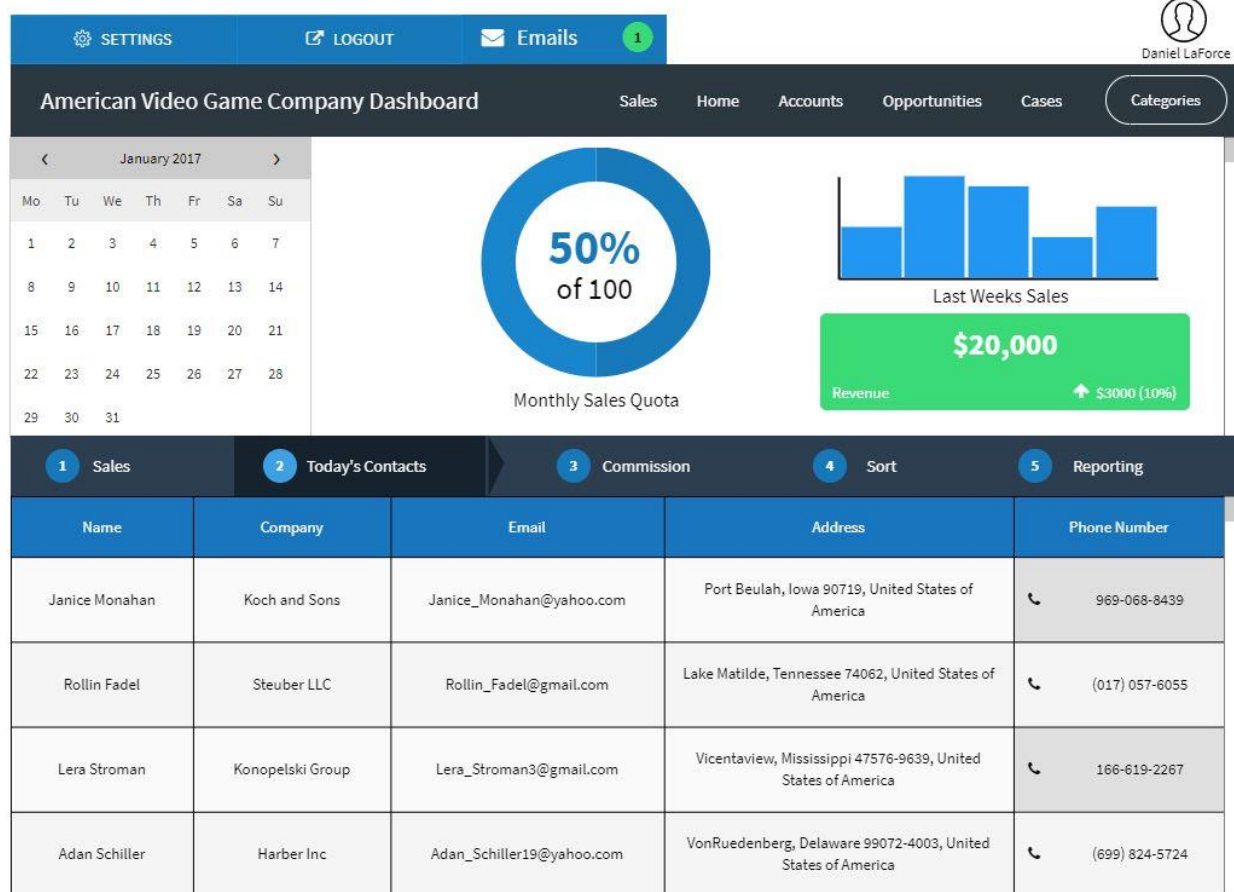 SETTINGS LOGOUT Emails 1
Daniel LaForce
American Video Game Company Dashboard Sales Home Accounts Opportunities Cases Categories
January 2017
Mo Tu We Th Fr Sa Su
1 2 3 4 5 6 7
8 9 10 11 12 13 14
15 16 17 18 19 20 21
22 23 24 25 26 27 28
29 30 31
50%
of 100
Monthly Sales Quota
Last Weeks Sales
$20,000
Revenue $3000 (10%)
1 Sales 2 Today's Contacts 3 Commission 4 Sort 5 Reporting
Name Company Email Address Phone Number
Janice Monahan Koch and Sons Janice_Monahan@yahoo.com Port Beulah, Iowa 90719, United States of
America 969-068-8439
Rollin Fadel Steuber LLC Rollin_Fadel@gmail.com Lake Matilde, Tennessee 74062, United States of
America (017) 057-6055
Lera Stroman Konopelski Group Lera_Stroman3@gmail.com Vicentaview, Mississippi 47576-9639, United
States of America 166-619-2267
Adan Schiller Harber Inc Adan_Schiller19@yahoo.com VonRuedenberg, Delaware 99072-4003, United
States of America (699) 824-5724